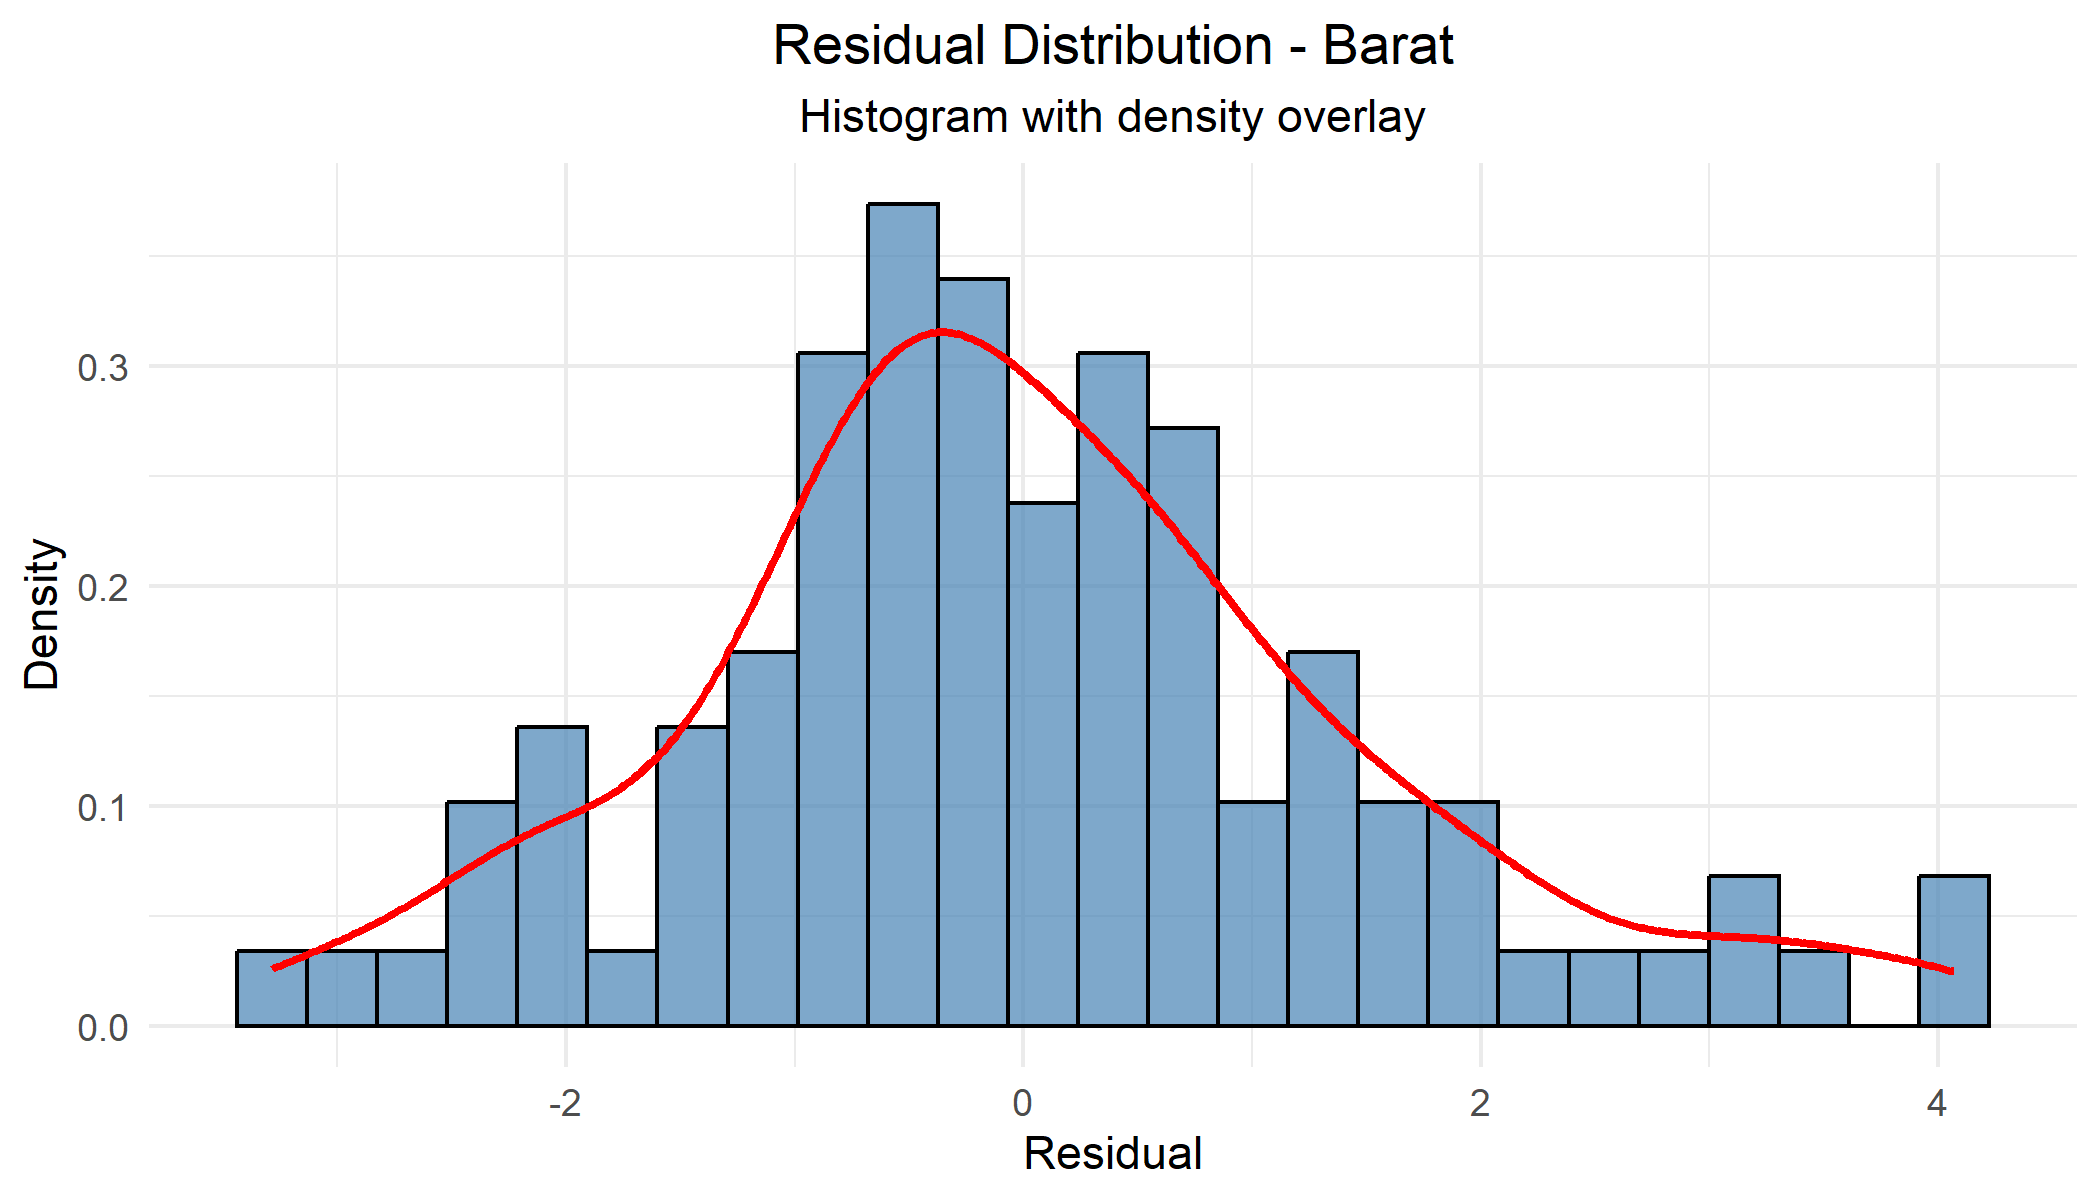 Residual Distribution - Barat
Histogram with density overlay
Density
0.3
0.2
0.1
0.0
-2 0 2 4
Residual